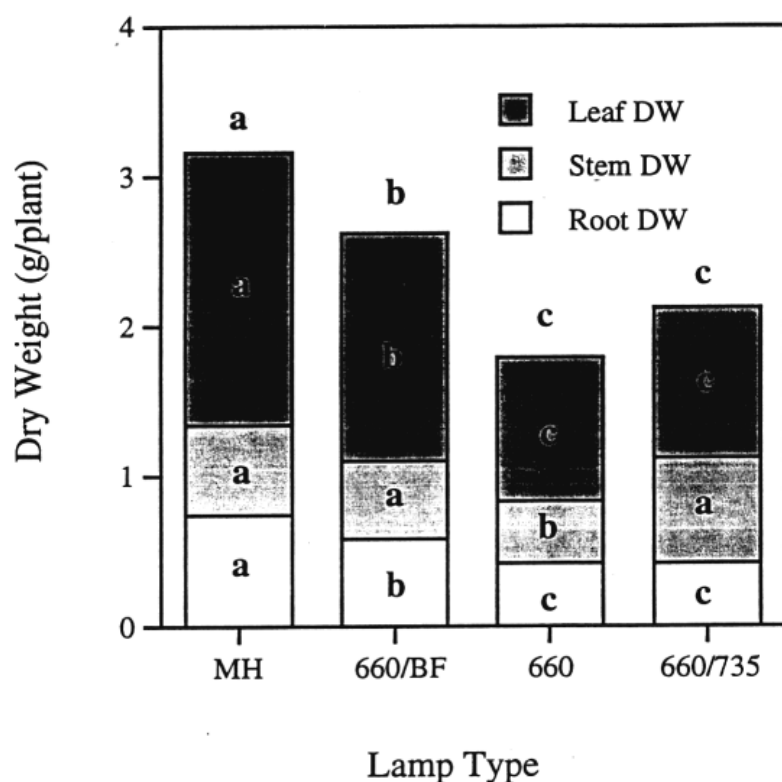 4
a
Leaf DW
Stem DW
3
b
Root DW
Dry Weight (g/plant)
a
c
c
2
b
c
c
1
a
a
b
a
a
b
c
c
0
MH
660/BF
660
660/735
Lamp Type